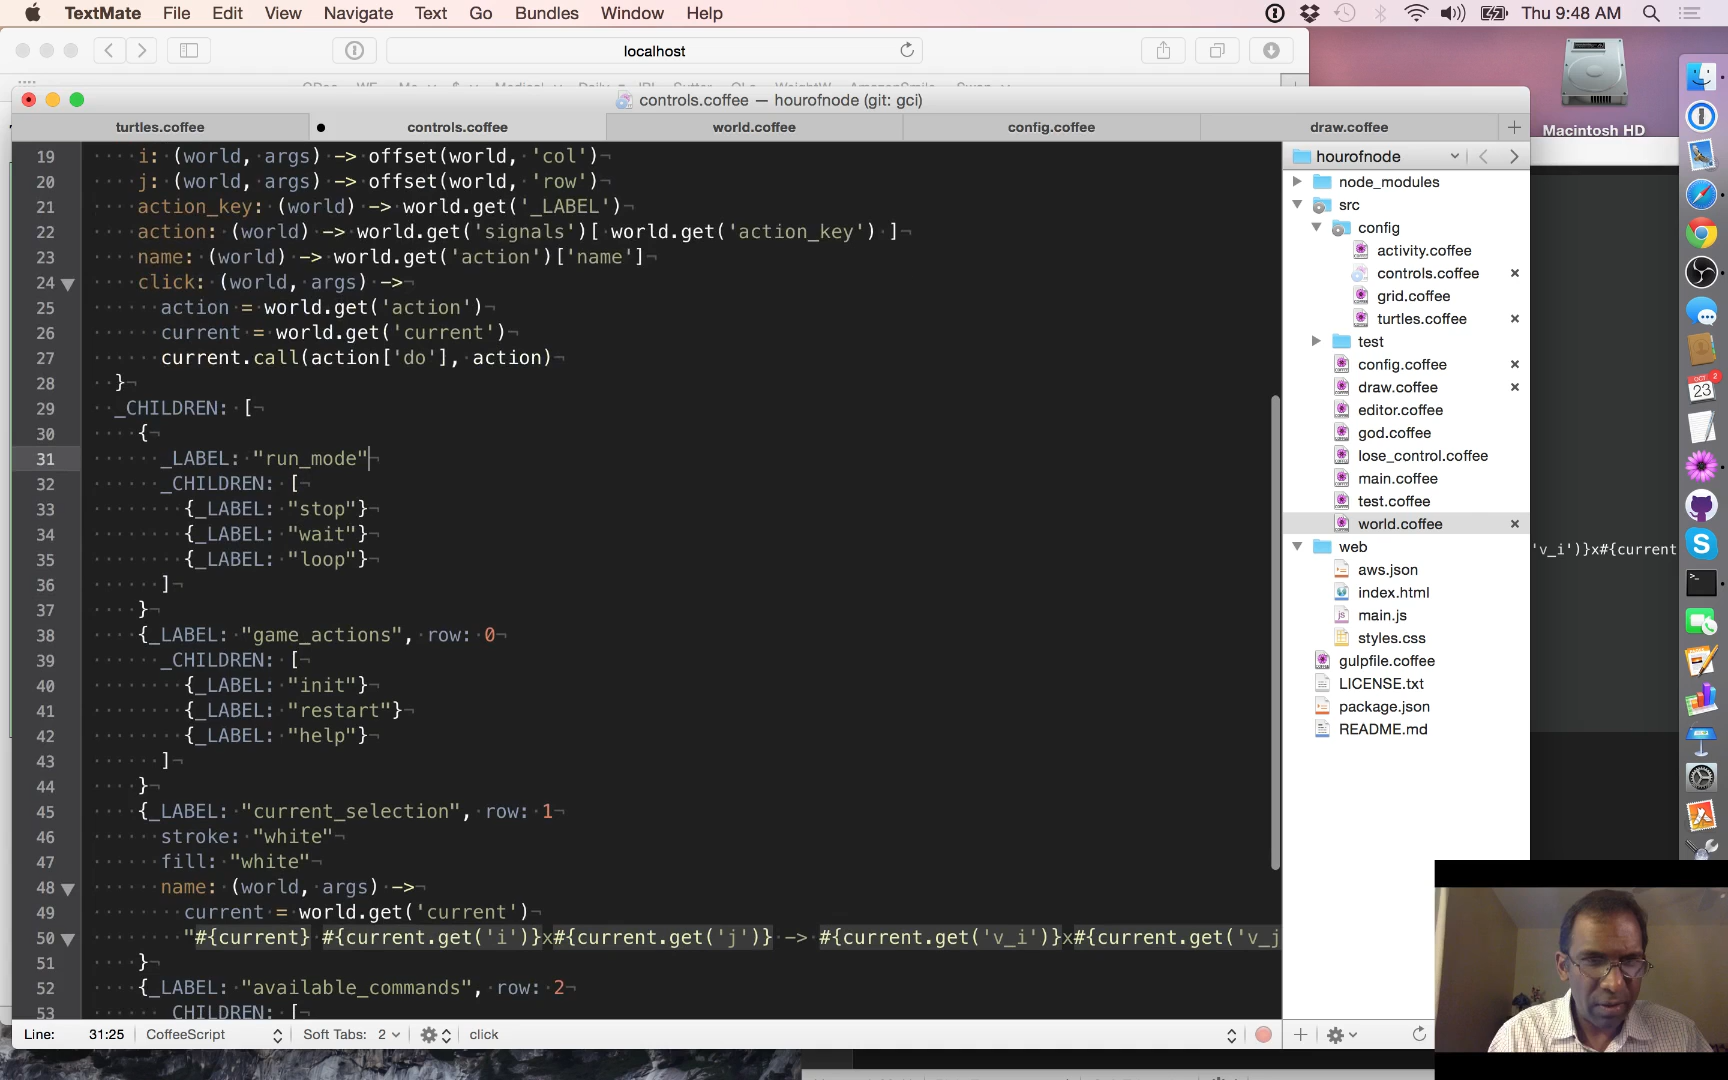 TextMate File Edit View Navigate Text Go Bundles Window Help Thu 9:48 AM
localhost
controls.coffee — hourofnode (git: gci)
Macintosh HD
turtles.coffee controls.coffee world.coffee config.coffee draw.coffee
19 i: (world, args) -> offset(world, 'col')¬
20 j: (world, args) -> offset(world, 'row')¬
21 action_key: (world) -> world.get('_LABEL')¬
22 action: (world) -> world.get('signals')[ world.get('action_key') ]¬
23 name: (world) -> world.get('action')['name']¬
24 click: (world, args) ->¬
25 action = world.get('action')¬
26 current = world.get('current')¬
27 current.call(action['do'], action)¬
28 }¬
29 _CHILDREN: [¬
30 {¬
31 _LABEL: "run_mode"¬
32 _CHILDREN: [¬
33 {_LABEL: "stop"}¬
34 {_LABEL: "wait"}¬
35 {_LABEL: "loop"}¬
36 ]¬
37 }¬
38 {_LABEL: "game_actions", row: 0¬
39 _CHILDREN: [¬
40 {_LABEL: "init"}¬
41 {_LABEL: "restart"}¬
42 {_LABEL: "help"}¬
43 ]¬
44 }¬
45 {_LABEL: "current_selection", row: 1¬
46 stroke: "white"¬
47 fill: "white"¬
48 name: (world, args) ->¬
49 current = world.get('current')¬
50 "#{current} #{current.get('i')}x#{current.get('j')} -> #{current.get('v_i')}x#{current.get('v_j
51 }¬
52 {_LABEL: "available_commands", row: 2¬
53 _CHILDREN: [¬
hourofnode
node_modules
src
config
activity.coffee
controls.coffee
grid.coffee
turtles.coffee
test
config.coffee
draw.coffee
editor.coffee
god.coffee
lose_control.coffee
main.coffee
test.coffee
world.coffee
web
aws.json
index.html
main.js
styles.css
gulpfile.coffee
LICENSE.txt
package.json
README.md
'v_i')}x#{current
OCT 2
23
Line: 31:25 CoffeeScript Soft Tabs: 2 click